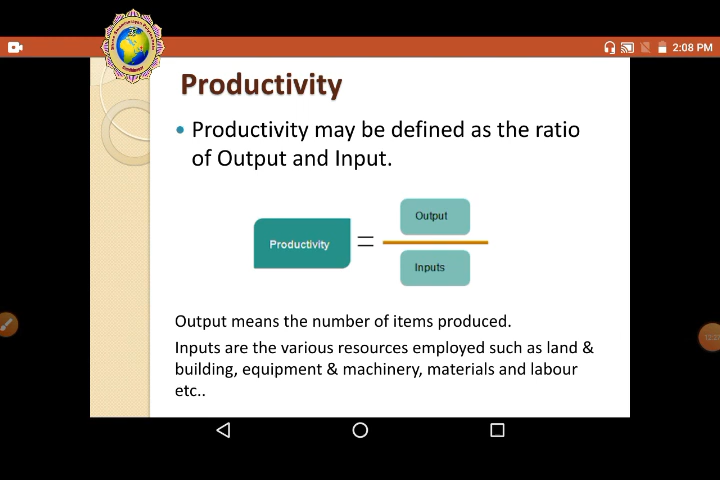 2:08 PM
Productivity
• Productivity may be defined as the ratio
of Output and Input.
Output
Productivity =
Inputs
Output means the number of items produced.
Inputs are the various resources employed such as land &
building, equipment & machinery, materials and labour
etc..